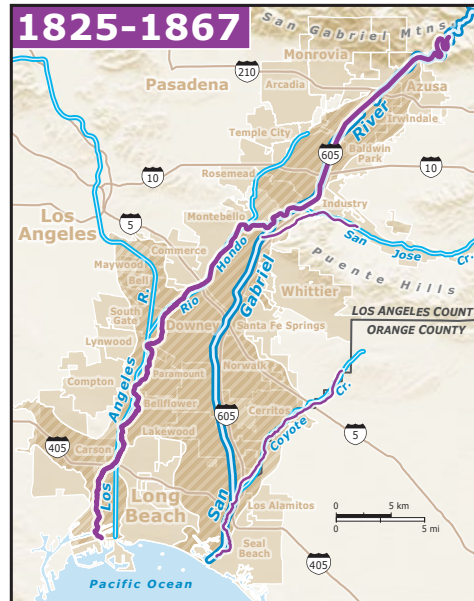 1825-1867
San Gabriel Mtns
Monrovia
210
Pasadena
Arcadia
Azusa
Irwindale
Temple City
River
605
Baldwin
Park
Rosemead
10
10
Industry
Montebello
Los
Angeles
5
San Jose Cr.
Commerce
Hondo
Maywood
Bell
Gabriel
Puente Hills
R.
Rio
Whittier
South
Gate
LOS ANGELES COUNT
ORANGE COUNTY
Downey
Santa Fe Springs
Lynwood
Angeles
Paramount
Norwalk
Compton
Bellflower
605
Cerritos
Coyote Cr.
5
Lakewood
405
Carson
Los
Long
Beach
San
Los Alamitos
0 5 km
0 5 mi
Seal
Beach
405
Pacific Ocean